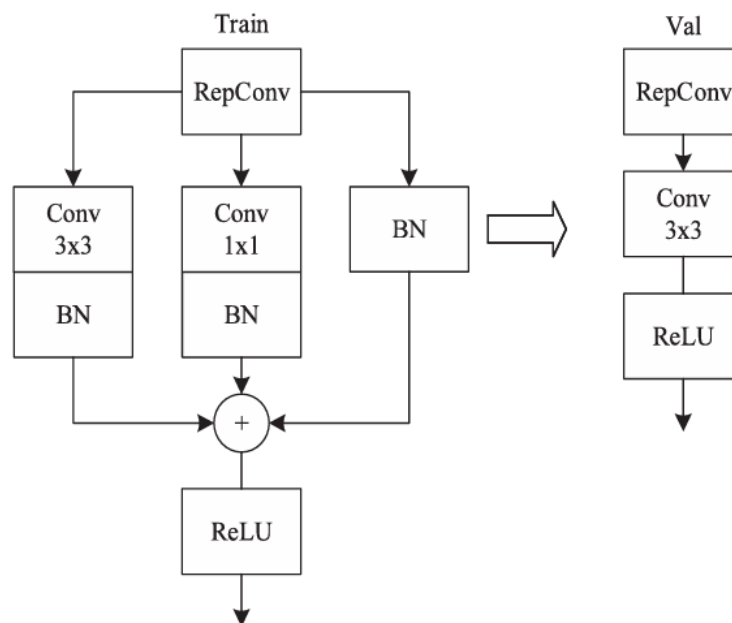 Train
RepConv
Conv
3x3
BN
Conv
1x1
BN
BN
+
ReLU
Val
RepConv
Conv
3x3
ReLU